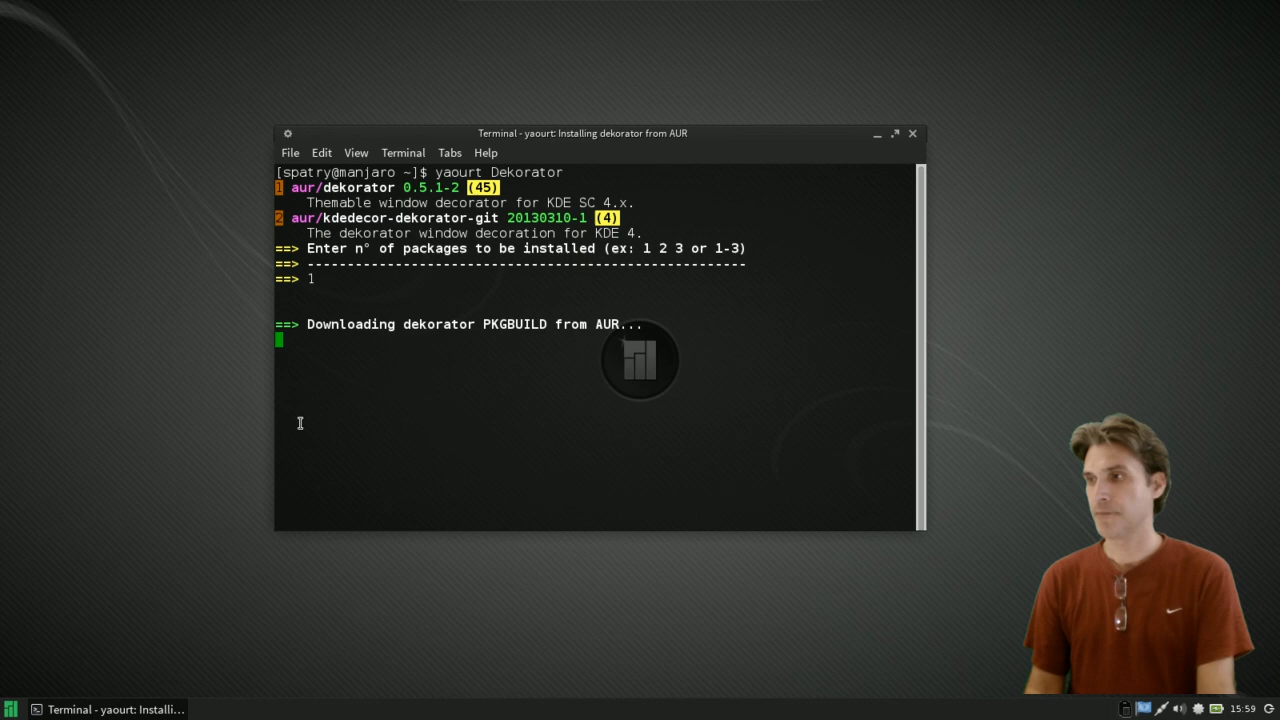 Terminal - yaourt: Installing dekorator from AUR
File Edit View Terminal Tabs Help
[spatry@manjaro ~]$ yaourt Dekorator
1 aur/dekorator 0.5.1-2 (45)
Themable window decorator for KDE SC 4.x.
2 aur/kdedecor-dekorator-git 20130310-1 (4)
The dekorator window decoration for KDE 4.
==> Enter n° of packages to be installed (ex: 1 2 3 or 1-3)
==> -------------------------------------------------------
==> 1
==> Downloading dekorator PKGBUILD from AUR...
Terminal - yaourt: Installi...
15:59